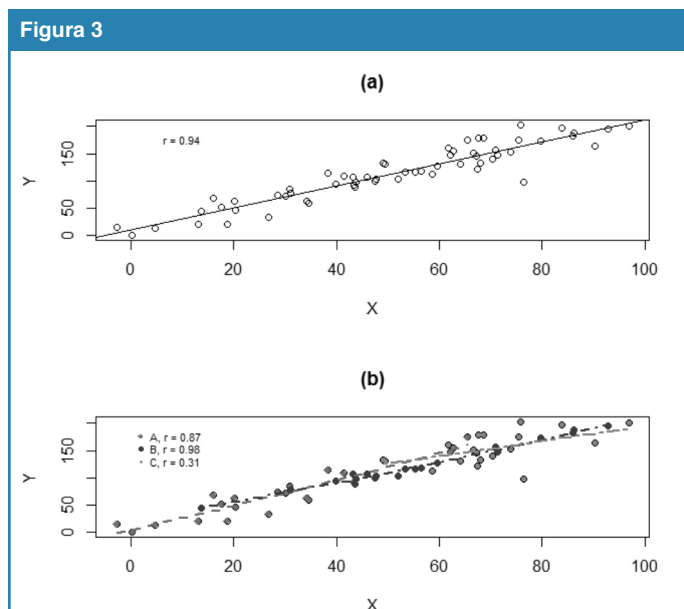 Figura 3
(a)
r = 0.94
Y
150
50
0
0 20 40 60 80 100
X
(b)
A, r = 0.87
B, r = 0.98
C, r = 0.31
Y
150
50
0
0 20 40 60 80 100
X